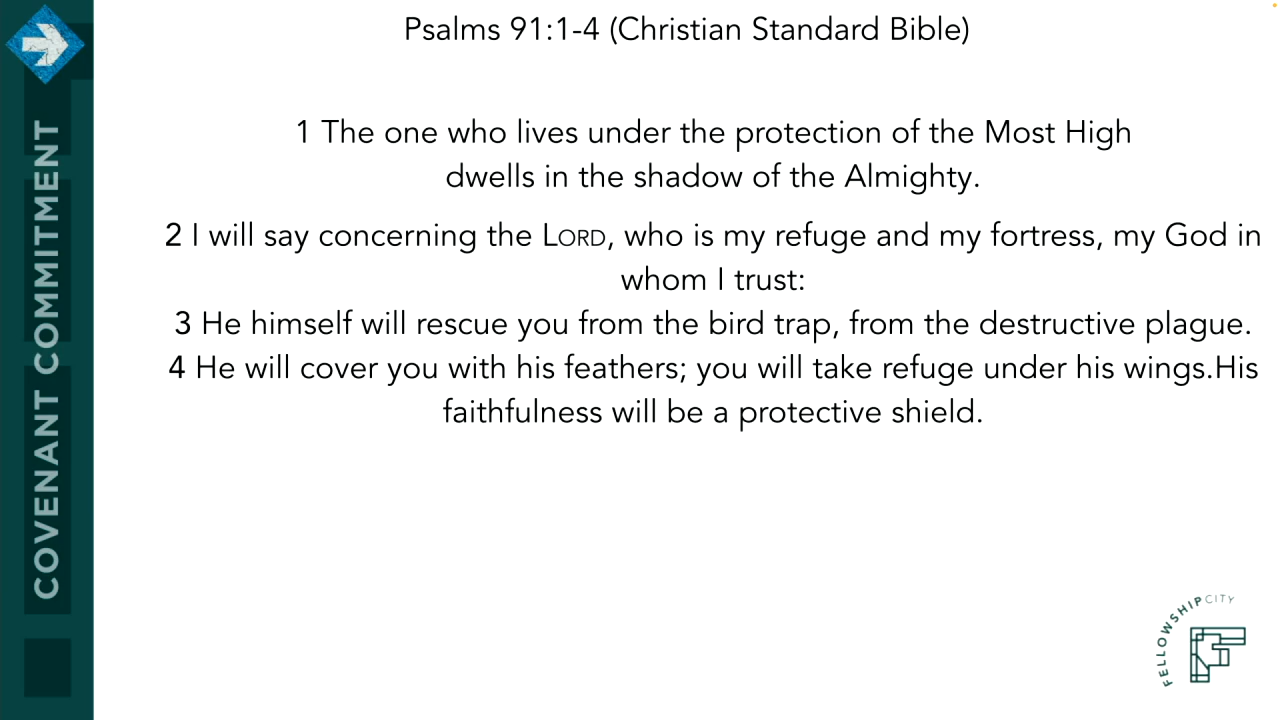 Psalms 91:1-4 (Christian Standard Bible)
1 The one who lives under the protection of the Most High
dwells in the shadow of the Almighty.
2 I will say concerning the LORD, who is my refuge and my fortress, my God in
whom I trust:
3 He himself will rescue you from the bird trap, from the destructive plague.
4 He will cover you with his feathers; you will take refuge under his wings.His
faithfulness will be a protective shield.
COVENANT COMMITMENT
FELLOWSHIPCITY